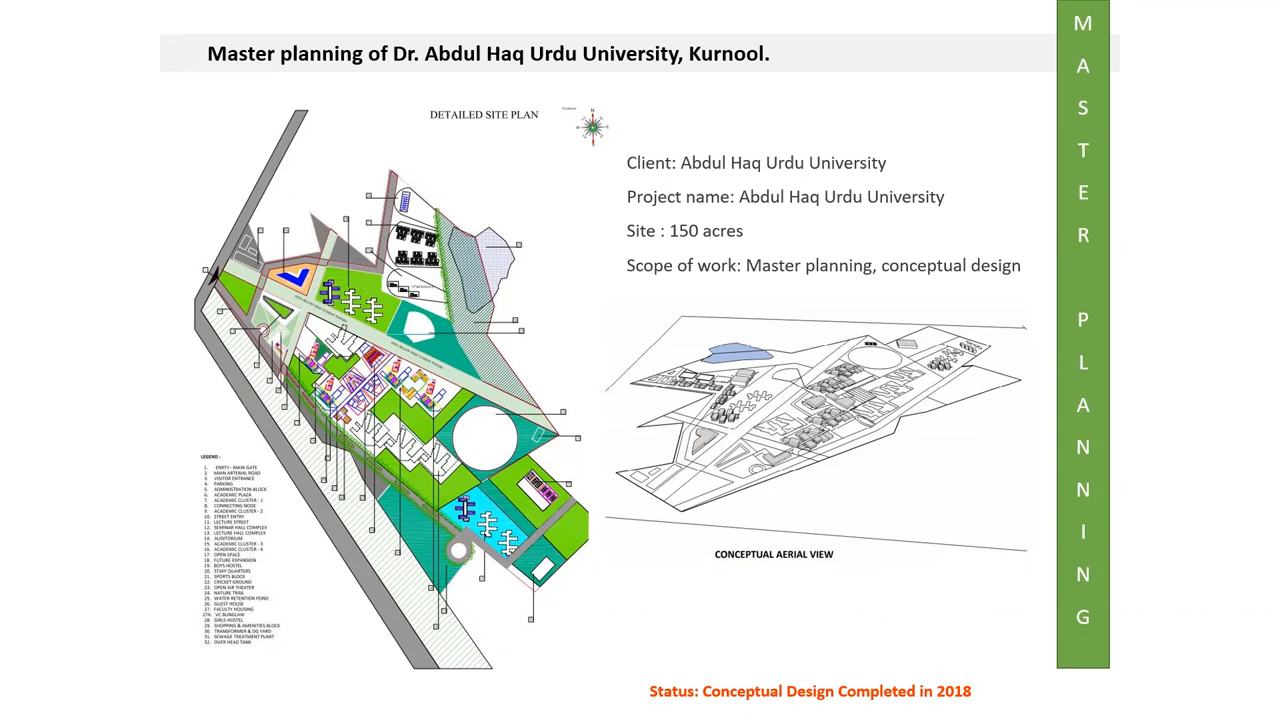 Master planning of Dr. Abdul Haq Urdu University, Kurnool.
DETAILED SITE PLAN
N
Client: Abdul Haq Urdu University
Project name: Abdul Haq Urdu University
Site : 150 acres
Scope of work: Master planning, conceptual design
LEGEND :
1. ENRTY - MAIN GATE
2. MAIN ARTERIAL ROAD
3. VISITOR ENTRANCE
4. PARKING
5. ADMINISTRATION BLOCK
6. ACADEMIC PLAZA
7. ACADEMIC CLUSTER - 1
8. CONNECTING NODE
9. ACADEMIC CLUSTER - 2
10. STREET ENTRY
11. LECTURE STREET
12. SEMINAR HALL COMPLEX
13. LECTURE HALL COMPLEX
14. AUDITORIUM
15. ACADEMIC CLUSTER - 3
16. ACADEMIC CLUSTER - 4
17. OPEN SPACE
18. FUTURE EXPANSION
19. BOYS HOSTEL
20. STAFF QUARTERS
21. SPORTS BLOCK
22. CRICKET GROUND
23. OPEN AIR THEATER
24. NATURE TRAIL
25. WATER RETENTION POND
26. GUEST HOUSE
27. FACULTY HOUSING
27A. VC BUNGLAW
28. GIRLS HOSTEL
29. SHOPPING & AMENITIES BLOCK
30. TRANSFORMER & DG YARD
31. SEWAGE TREATMENT PLANT
32. OVER HEAD TANK
CONCEPTUAL AERIAL VIEW
Status: Conceptual Design Completed in 2018
MASTER PLANNING